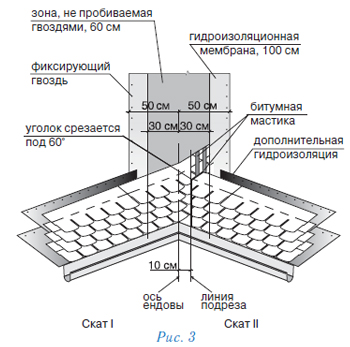 зона, не пробиваемая
гвоздями, 60 см
гидроизоляционная
мембрана, 100 см
фиксирующий
гвоздь
50 см 50 см
битумная
мастика
30 см 30 см
уголок срезается
под 60°
дополнительная
гидроизоляция
10 см
ось
ендовы
линия
подреза
Скат I
Скат II
Рис. 3